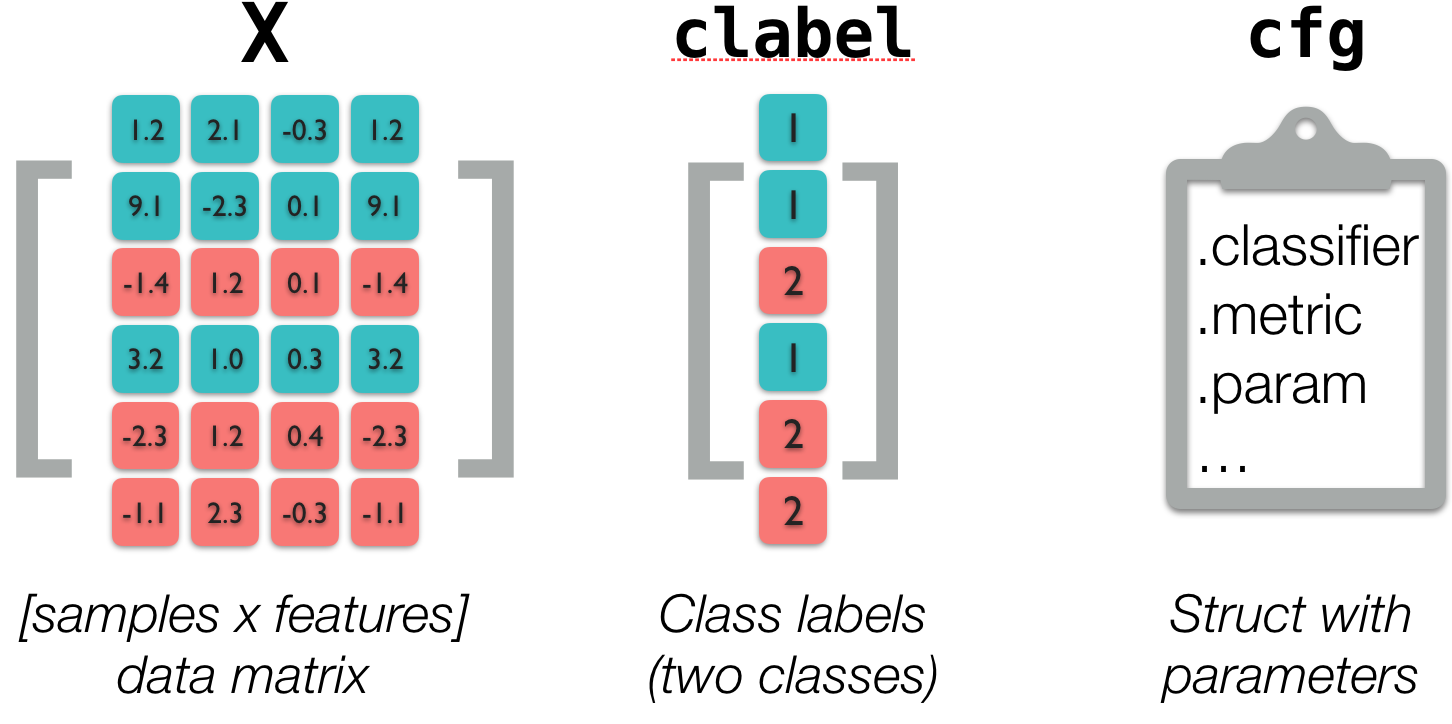 X clabel cfg
1.2 2.1 -0.3 1.2 1
9.1 -2.3 0.1 9.1 1
-1.4 1.2 0.1 -1.4 2
3.2 1.0 0.3 3.2 1
-2.3 1.2 0.4 -2.3 2
-1.1 2.3 -0.3 -1.1 2
.classifier
.metric
.param
...
[samples x features]
data matrix
Class labels
(two classes)
Struct with
parameters